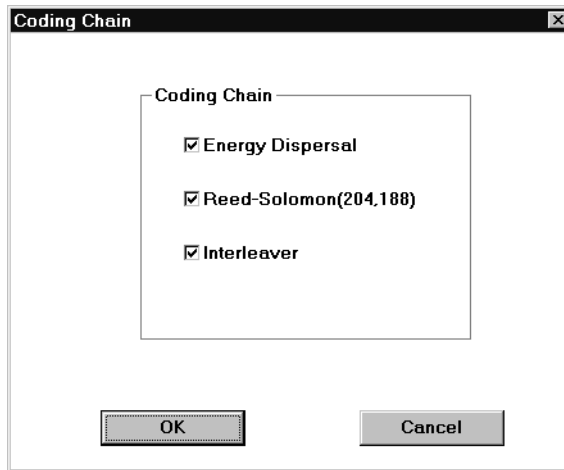 Coding Chain
Coding Chain
Energy Dispersal
Reed-Solomon(204,188)
Interleaver
OK Cancel